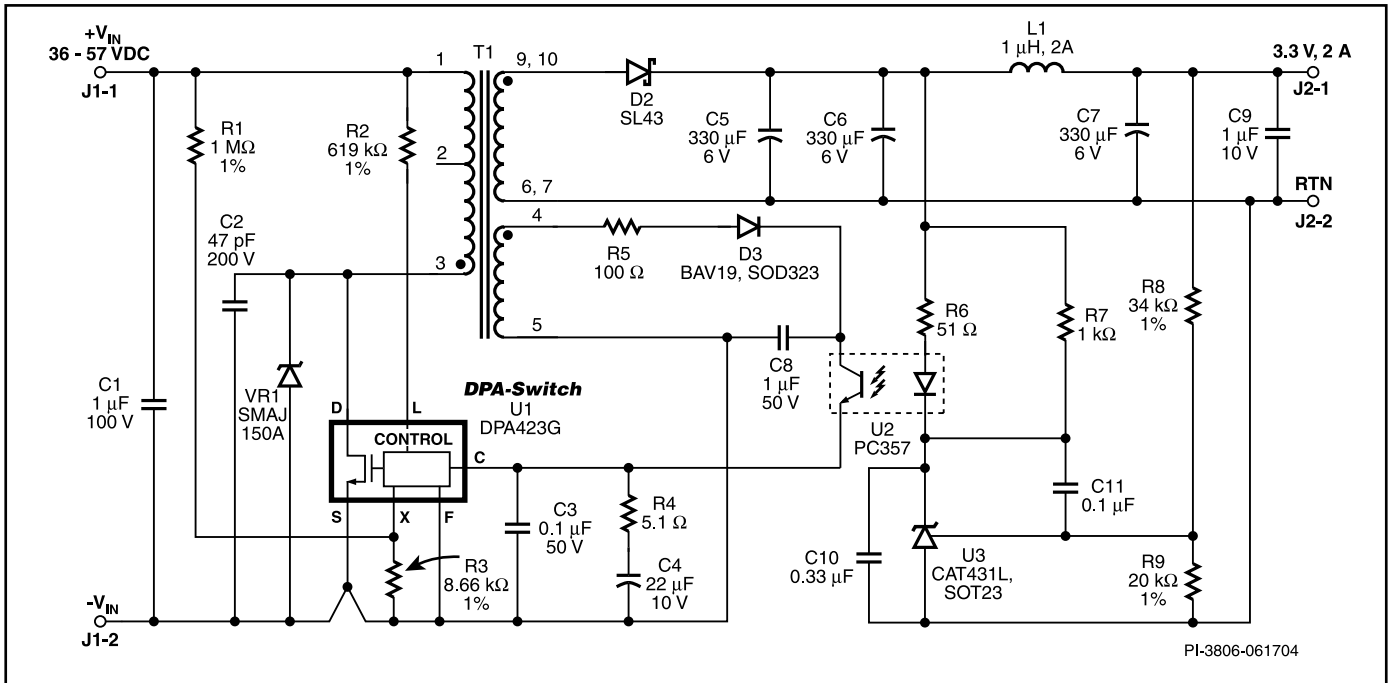 +VIN
36 - 57 VDC
J1-1
R1
1 MΩ
1%
R2
619 kΩ
1%
C2
47 pF
200 V
C1
1 µF
100 V
VR1
SMAJ
150A
1
2
3
T1
9, 10
6, 7
4
5
D2
SL43
C5
330 µF
6 V
C6
330 µF
6 V
L1
1 µH, 2A
C7
330 µF
6 V
C9
1 µF
10 V
3.3 V, 2 A
J2-1
RTN
J2-2
R5
100 Ω
D3
BAV19, SOD323
C8
1 µF
50 V
R6
51 Ω
R7
1 kΩ
R8
34 kΩ
1%
DPA-Switch
U1
DPA423G
D
L
CONTROL
C
S
X
F
U2
PC357
R3
8.66 kΩ
1%
C3
0.1 µF
50 V
R4
5.1 Ω
C4
22 µF
10 V
C10
0.33 µF
C11
0.1 µF
U3
CAT431L,
SOT23
R9
20 kΩ
1%
-VIN
J1-2
PI-3806-061704